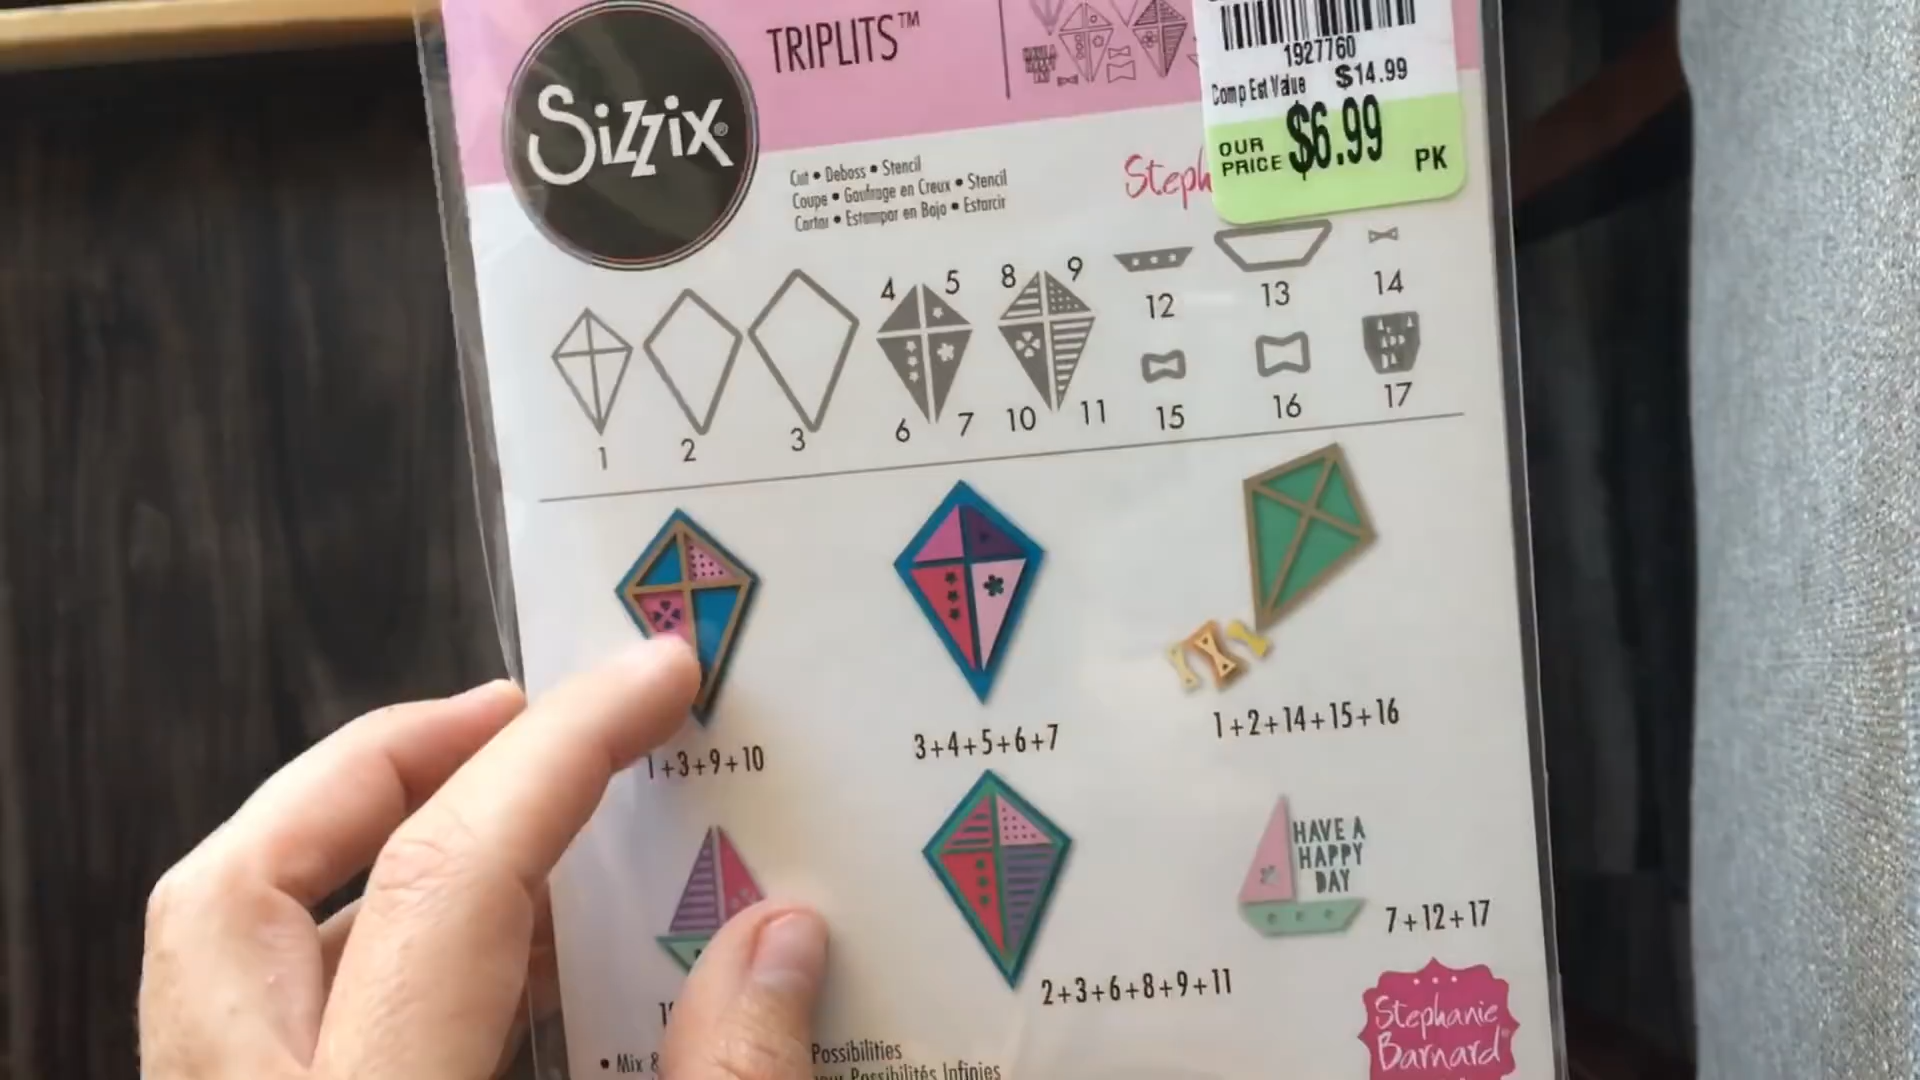 TRIPLITS™
Sizzix®
1927760
Comp Est Value $14.99
OUR PRICE $6.99 PK
Cut • Deboss • Stencil
Coupe • Gaufrage en Creux • Stencil
Cortar • Estampar en Bajo • Estarcir
Steph
4 5 8 9
12 13 14
1 2 3 6 7 10 11 15 16 17
1+3+9+10
3+4+5+6+7
1+2+14+15+16
HAVE A
HAPPY
DAY
7+12+17
2+3+6+8+9+11
Stephanie
Barnard
• Mix &
Possibilities
Possibilités Infinies